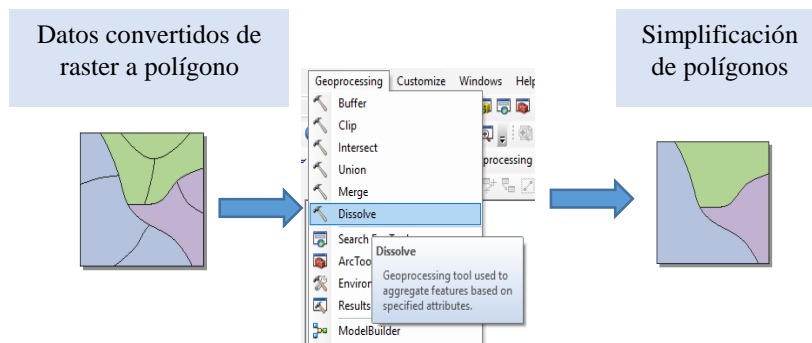 Datos convertidos de
raster a polígono
Simplificación
de polígonos
Geoprocessing Customize Windows Help
Buffer
Clip
Intersect
Union
Merge
Dissolve
Search
ArcToo
Environ
Results
ModelBuilder
processing
Dissolve
Geoprocessing tool used to
aggregate features based on
specified attributes.